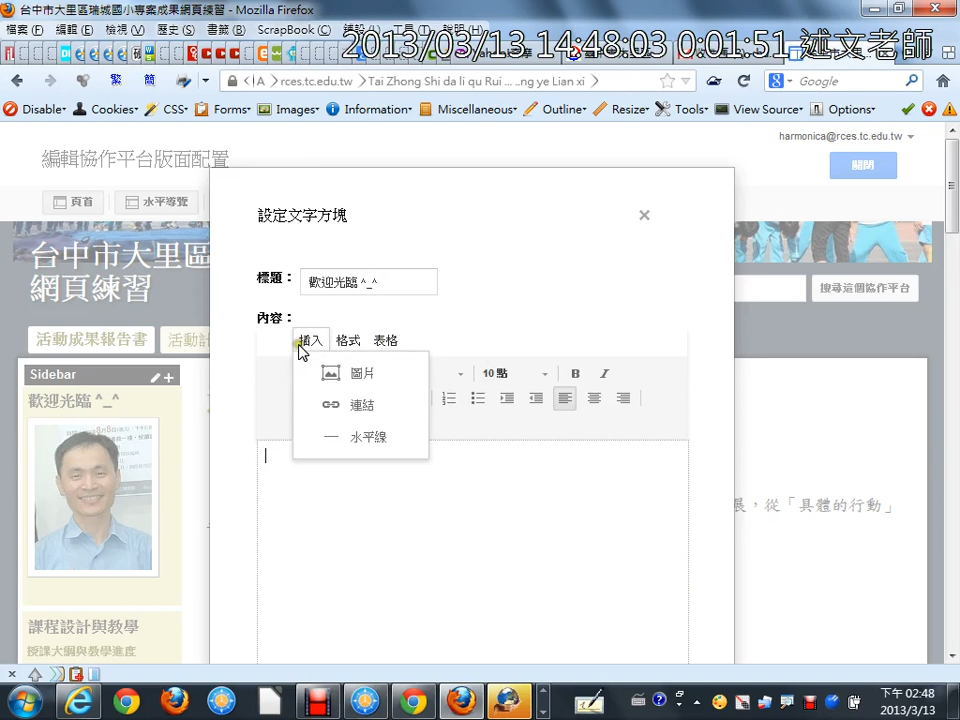 台中市大里區瑞城國小專案成果網頁練習 - Mozilla Firefox
檔案(F) 編輯(E) 檢視(V) 歷史(S) 書籤(B) ScrapBook(C)
2013/03/13 14:48:03 0:01:51 述文老師
繁 簡 rces.tc.edu.tw Tai Zhong Shi da li qu Rui ... ...ng ye Lian xi Google
Disable Cookies CSS Forms Images Information Miscellaneous Outline Resize Tools View Source Options
harmonica@rces.tc.edu.tw
編輯協作平台版面配置
關閉
頁首 水平導覽
設定文字方塊
台中市大里區
網頁練習
標題： 歡迎光臨 ^_^
搜尋這個協作平台
內容：
活動成果報告書
插入 格式 表格
Sidebar
圖片
10 點 B I
歡迎光臨 ^_^
連結
水平線
展，從「具體的行動」
課程設計與教學
授課大綱與教學進度
下午 02:48
2013/3/13